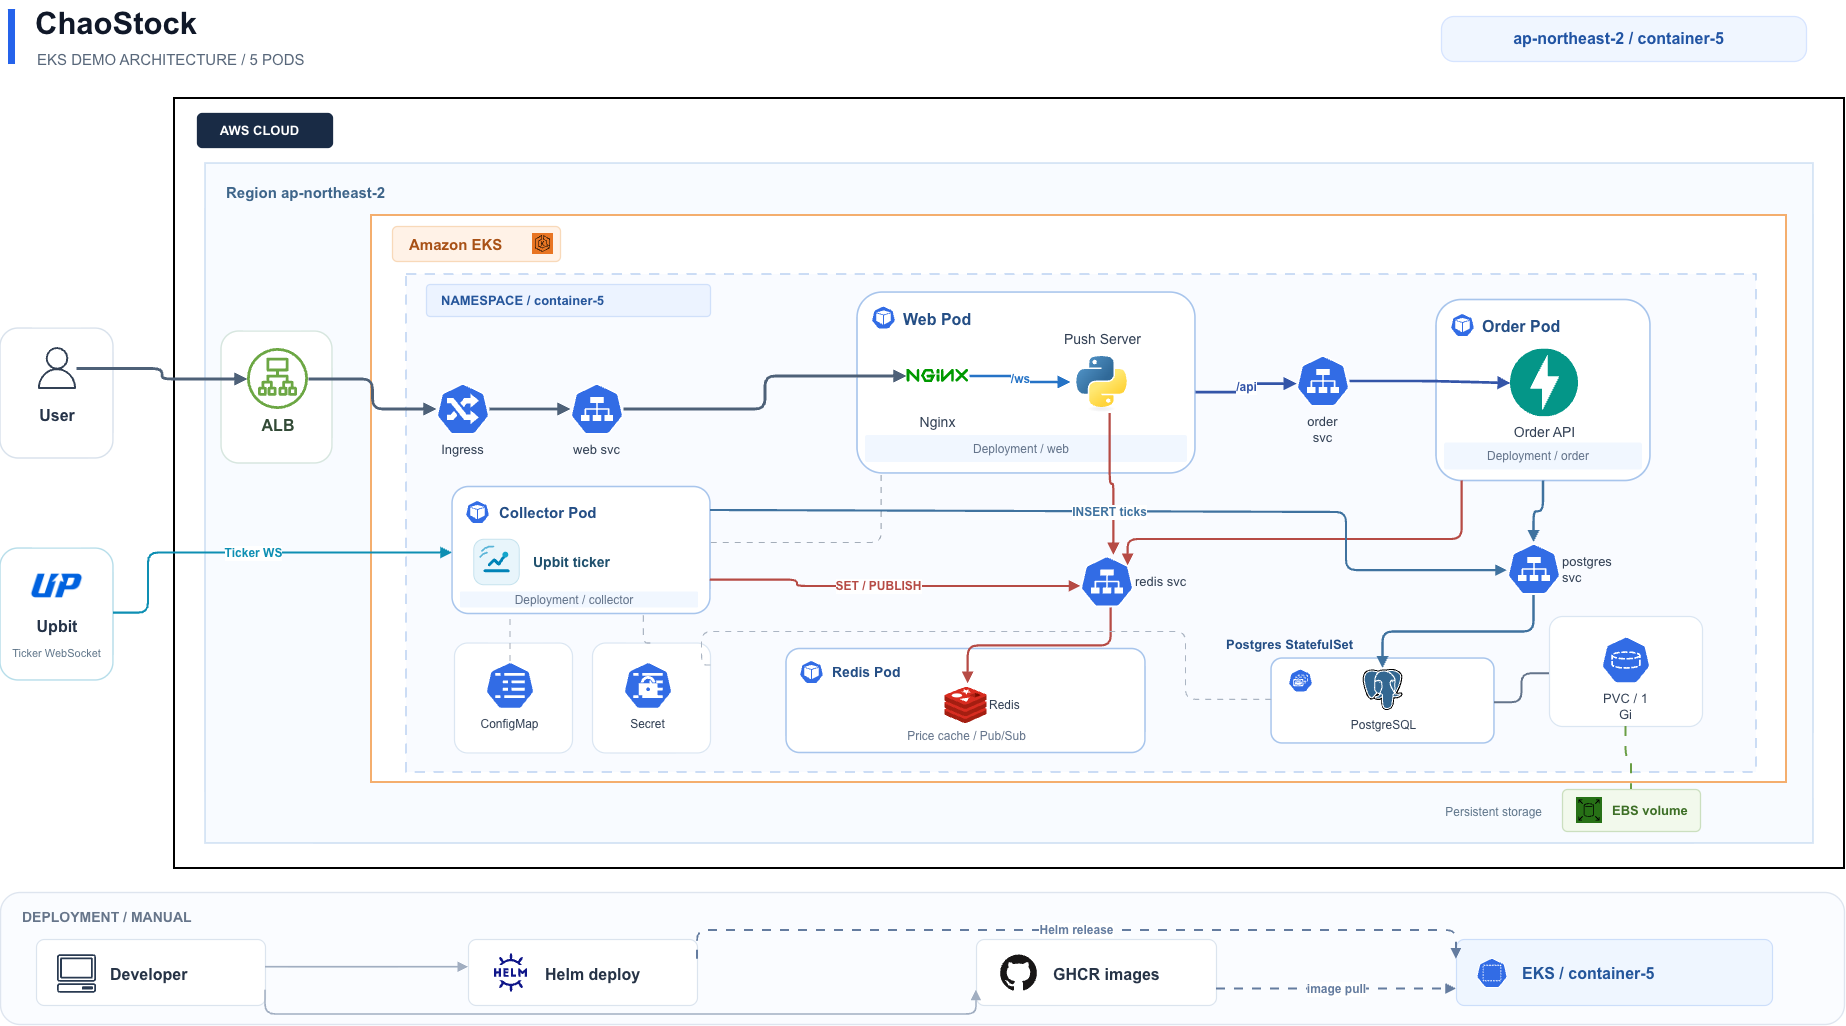 ChaoStock
EKS DEMO ARCHITECTURE / 5 PODS
ap-northeast-2 / container-5
AWS CLOUD
Region ap-northeast-2
Amazon EKS
NAMESPACE / container-5
User
ALB
Ingress
web svc
Web Pod
Push Server
NGINX
/ws
Nginx
Deployment / web
/api
order
svc
Order Pod
Order API
Deployment / order
Collector Pod
Upbit ticker
Deployment / collector
INSERT ticks
Ticker WS
UP
Upbit
Ticker WebSocket
SET / PUBLISH
redis svc
postgres
svc
ConfigMap
Secret
Redis Pod
Redis
Price cache / Pub/Sub
Postgres StatefulSet
PostgreSQL
PVC / 1
Gi
Persistent storage
EBS volume
DEPLOYMENT / MANUAL
Developer
HELM
Helm deploy
Helm release
GHCR images
image pull
EKS / container-5